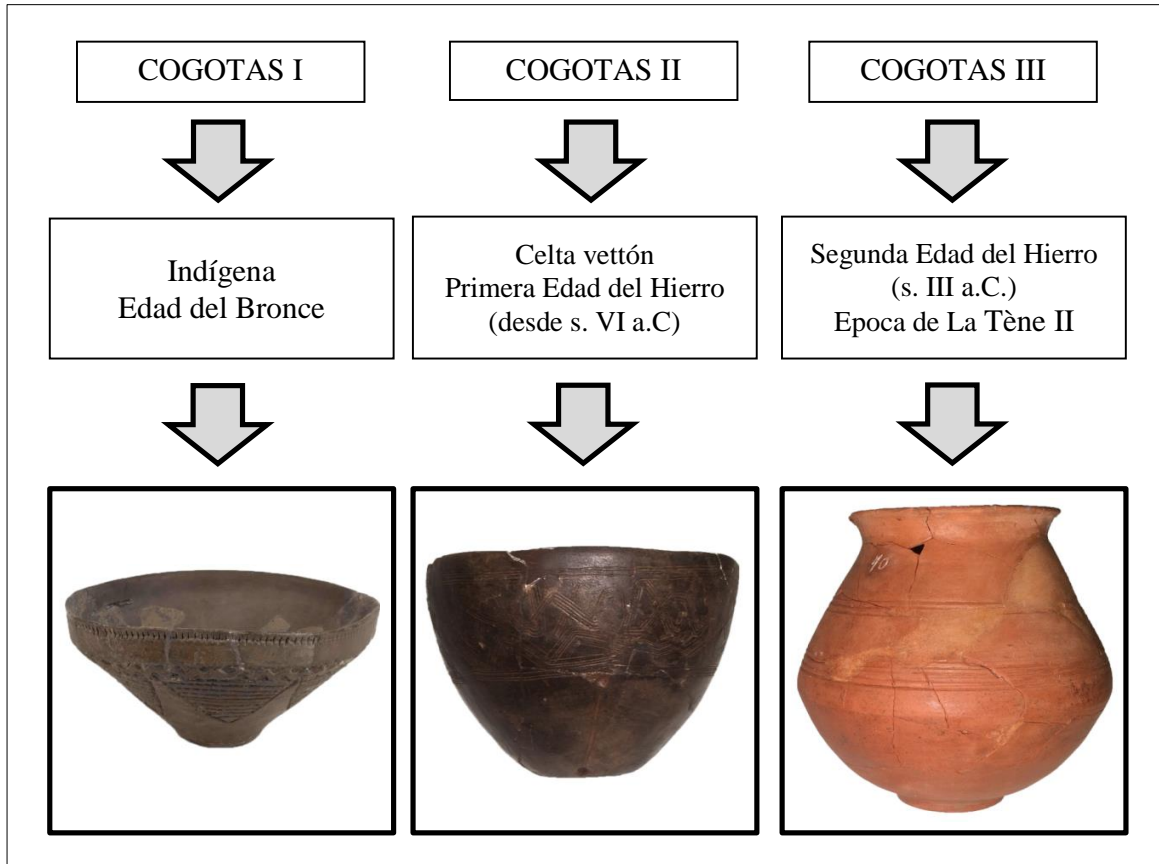 COGOTAS I
COGOTAS II
COGOTAS III
Indígena
Edad del Bronce
Celta vettón
Primera Edad del Hierro
(desde s. VI a.C)
Segunda Edad del Hierro
(s. III a.C.)
Epoca de La Tène II